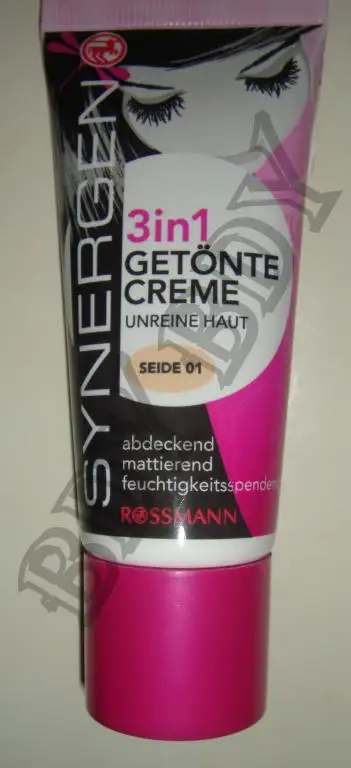 SYNERGEN
3in1
GETÖNTE
CREME
UNREINE HAUT
SEIDE 01
abdeckend
mattierend
feuchtigkeitsspendend
ROSSMANN